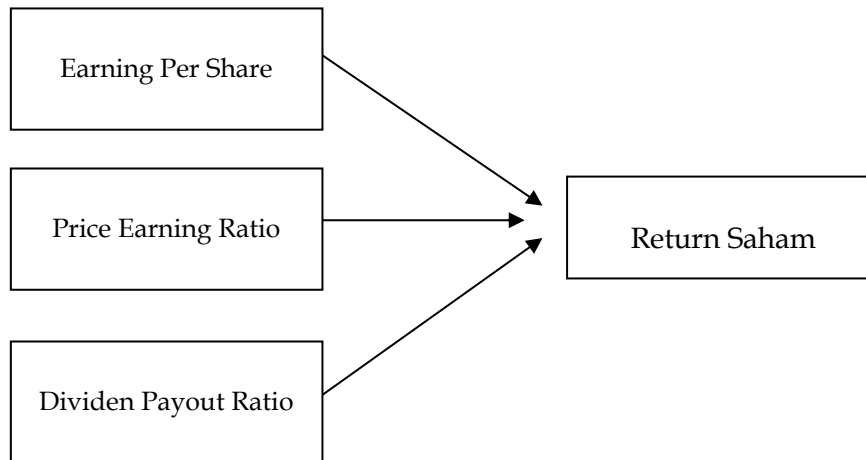 Earning Per Share
Price Earning Ratio
Return Saham
Dividen Payout Ratio